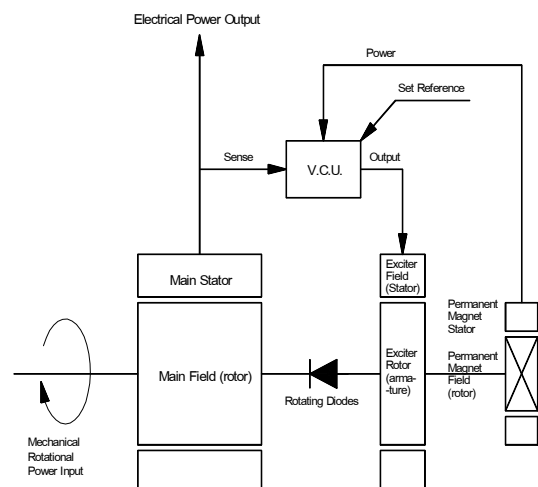 Electrical Power Output
Power
Set Reference
Sense
V.C.U.
Output
Main Stator
Exciter
Field
(Stator)
Permanent
Magnet
Stator
Main Field (rotor)
Exciter
Rotor
(arma-
ture)
Permanent
Magnet
Field
(rotor)
Rotating Diodes
Mechanical
Rotational
Power Input